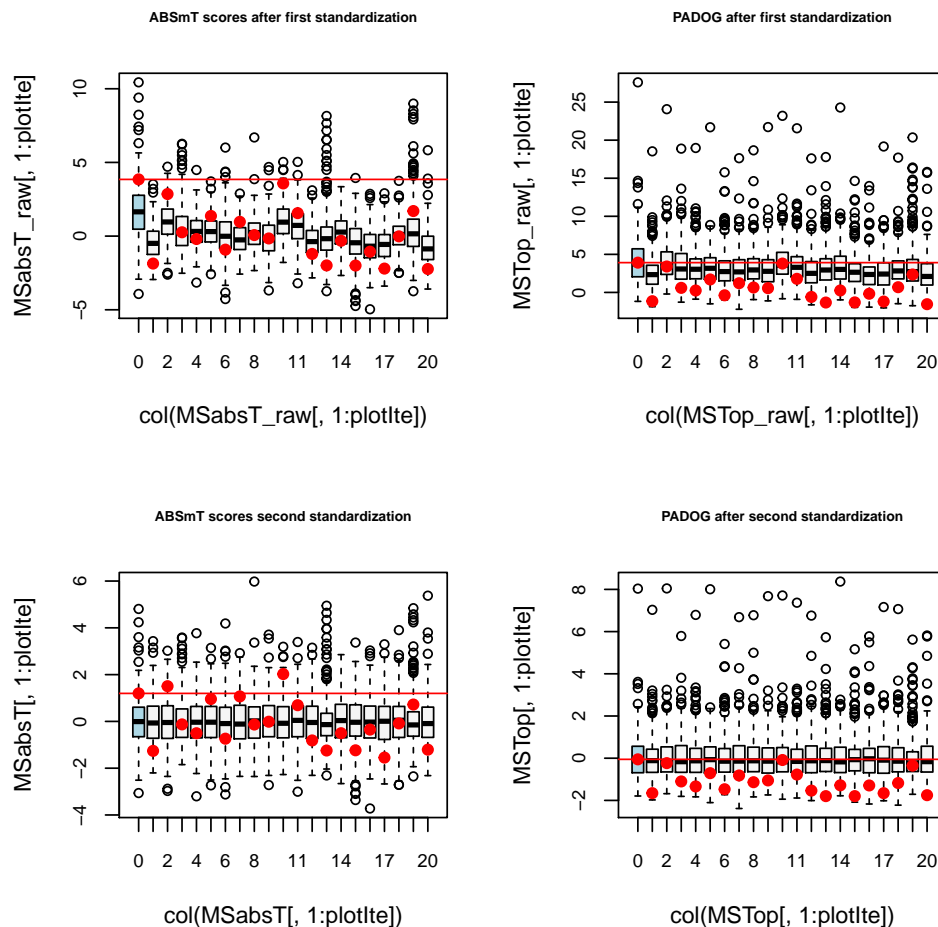 ABSmT scores after first standardization
MSabsT_raw[, 1:plotIte]
10
5
0
−5
0 2 4 6 8 11 14 17 20
col(MSabsT_raw[, 1:plotIte])
PADOG after first standardization
MSTop_raw[, 1:plotIte]
25
20
15
10
5
0
0 2 4 6 8 11 14 17 20
col(MSTop_raw[, 1:plotIte])
ABSmT scores second standardization
MSabsT[, 1:plotIte]
6
4
2
0
−2
−4
0 2 4 6 8 11 14 17 20
col(MSabsT[, 1:plotIte])
PADOG after second standardization
MSTop[, 1:plotIte]
8
6
4
2
0
−2
0 2 4 6 8 11 14 17 20
col(MSTop[, 1:plotIte])